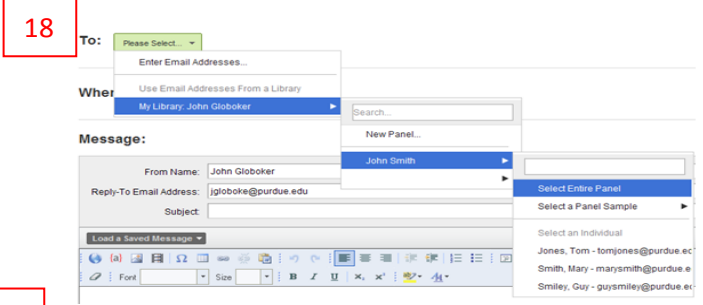 18
To: Please Select...
Enter Email Addresses...
Use Email Addresses From a Library
When
My Library: John Globoker
Search...
New Panel...
Message:
John Smith
From Name: John Globoker
Reply-To Email Address: jgloboke@purdue.edu
Select Entire Panel
Subject:
Select a Panel Sample
Select an Individual
Load a Saved Message
Jones, Tom - tomjones@purdue.ec
Smith, Mary - marysmith@purdue.e
Font Size B I U
Smiley, Guy - guysmiley@purdue.ec